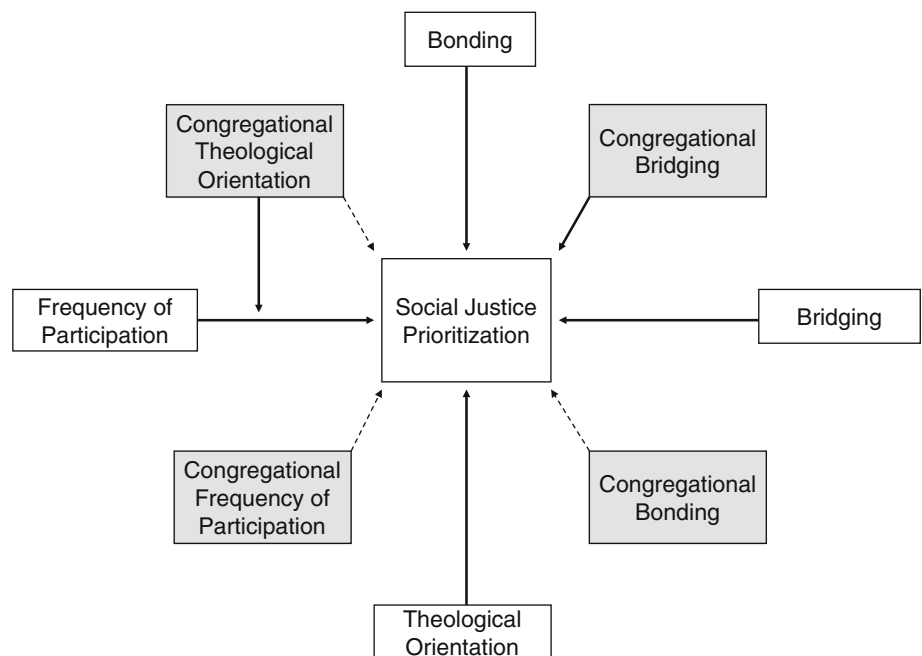 Bonding
Congregational
Theological
Orientation
Congregational
Bridging
Frequency of
Participation
Social Justice
Prioritization
Bridging
Congregational
Frequency of
Participation
Congregational
Bonding
Theological
Orientation